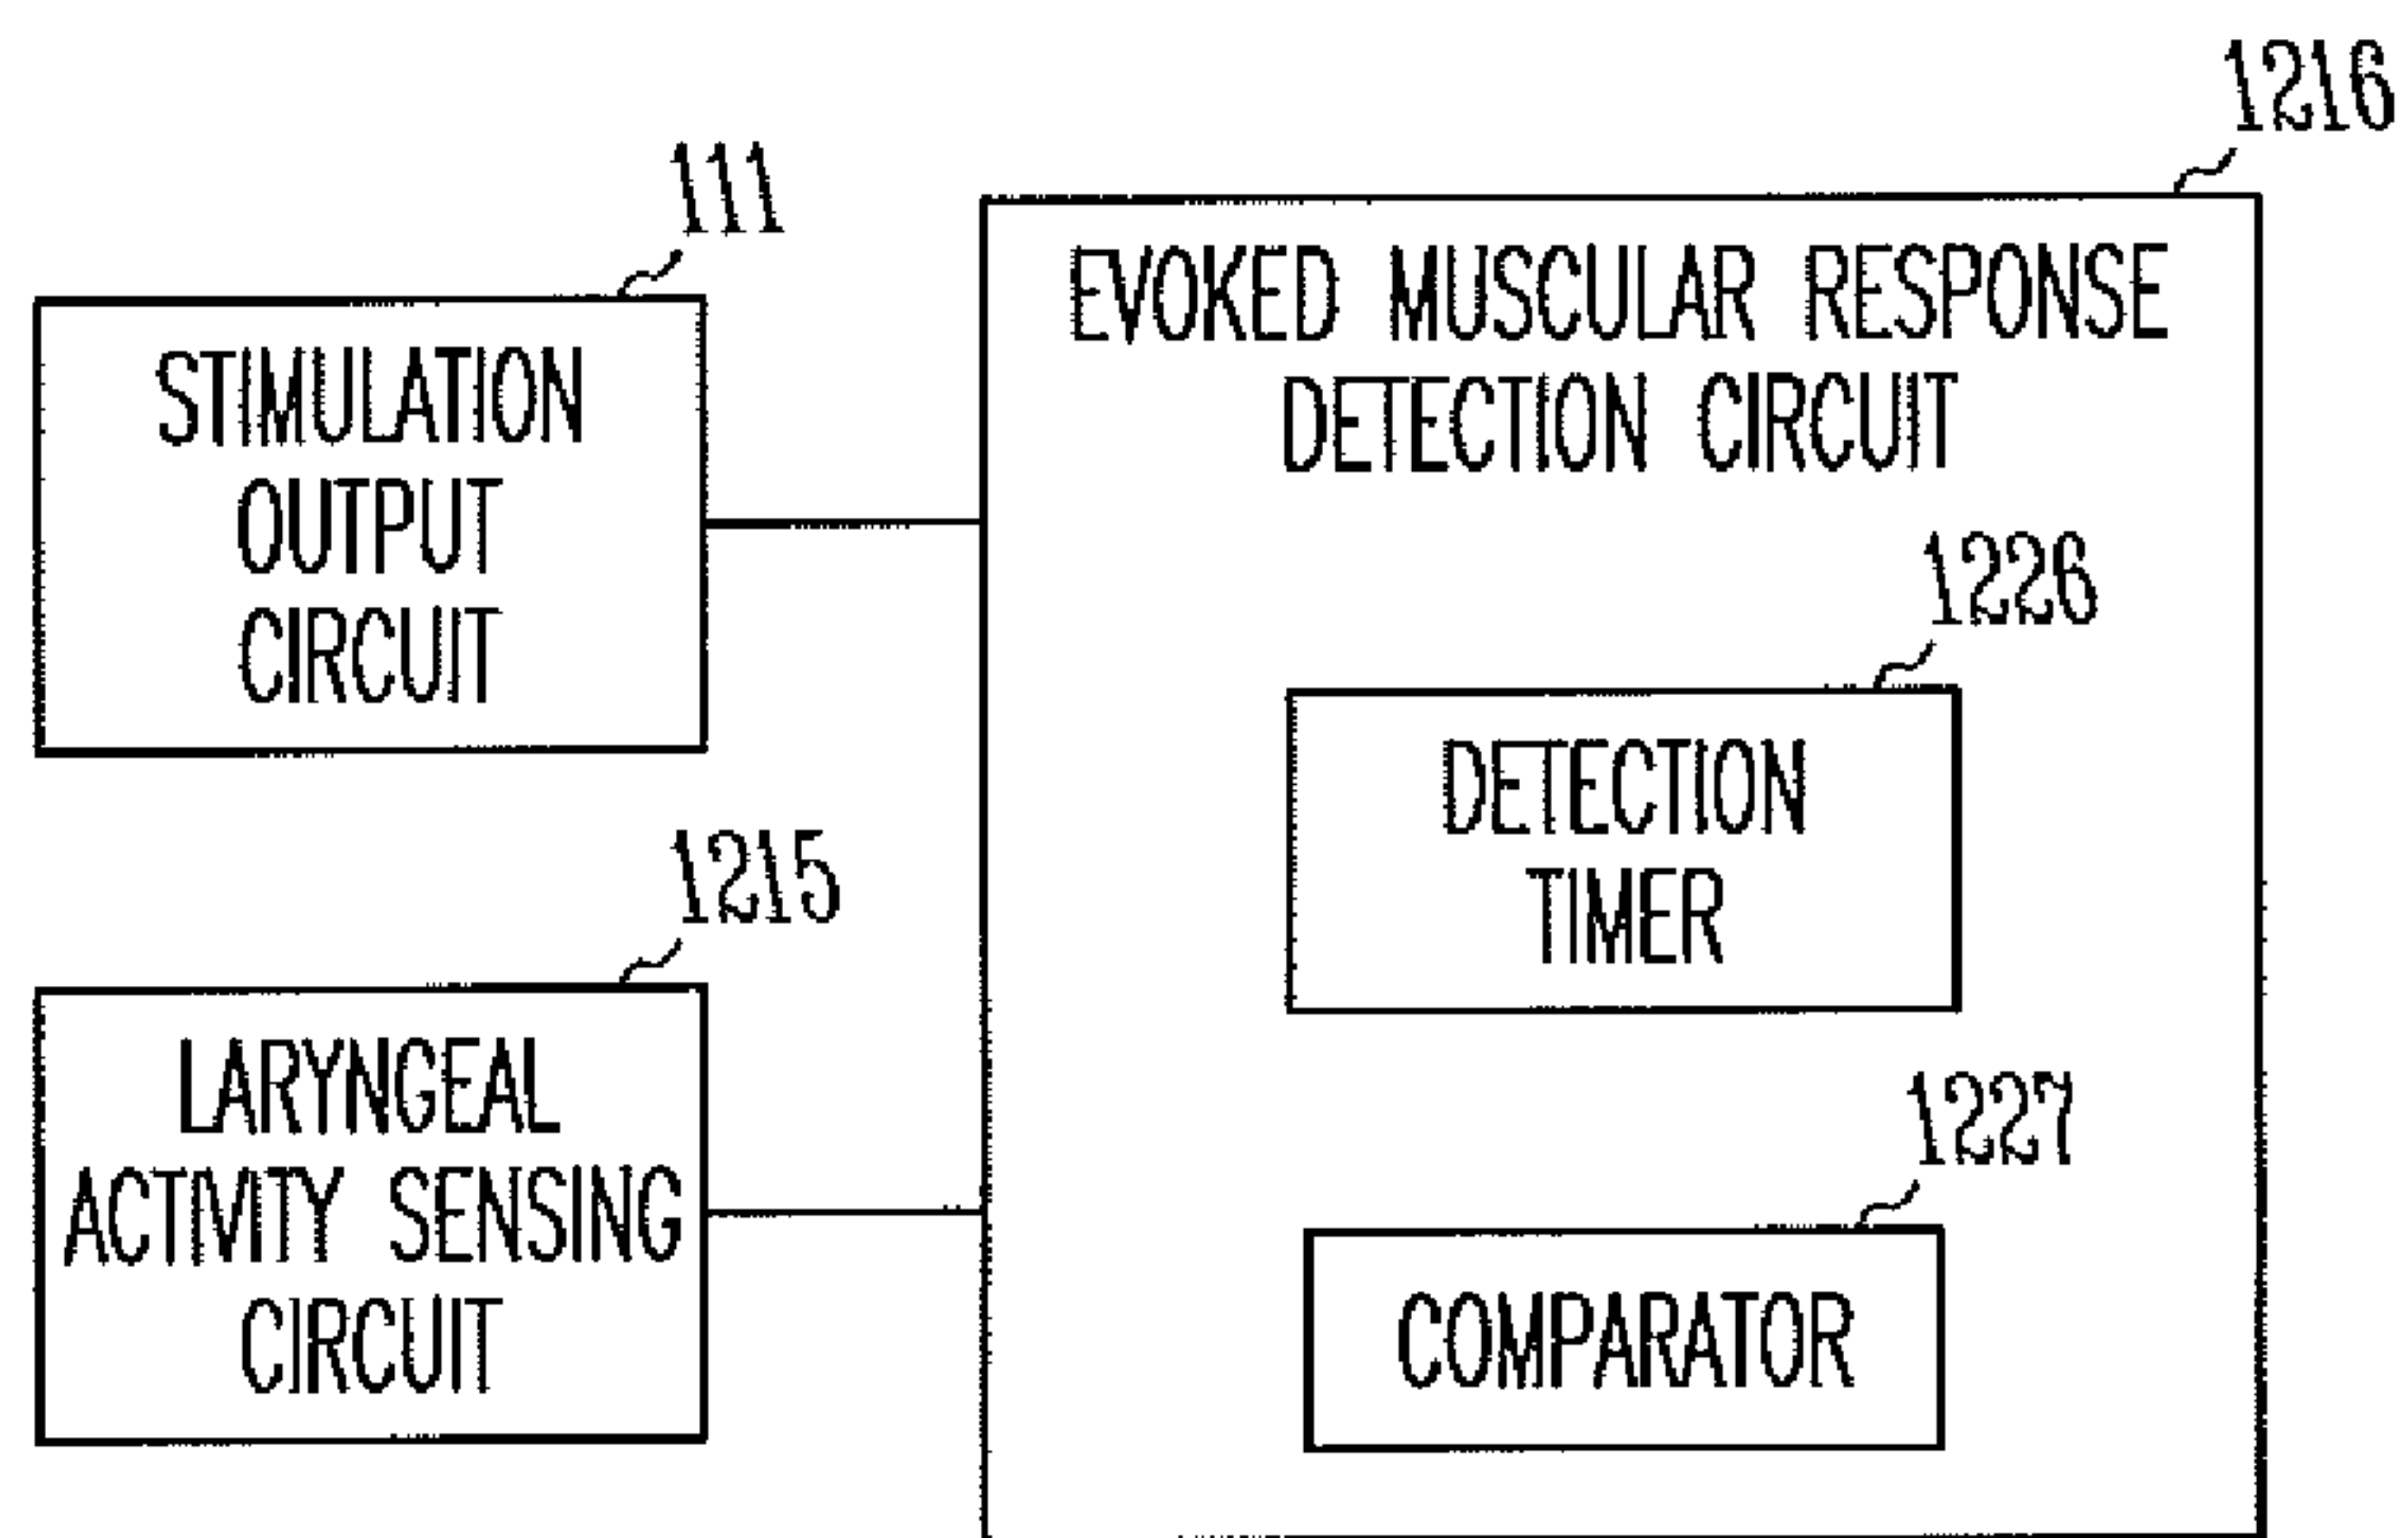 1216
111
EVOKED MUSCULAR RESPONSE
DETECTION CIRCUIT
STIMULATION
OUTPUT
CIRCUIT
1226
DETECTION
TIMER
1215
LARYNGEAL
ACTIVITY SENSING
CIRCUIT
1227
COMPARATOR